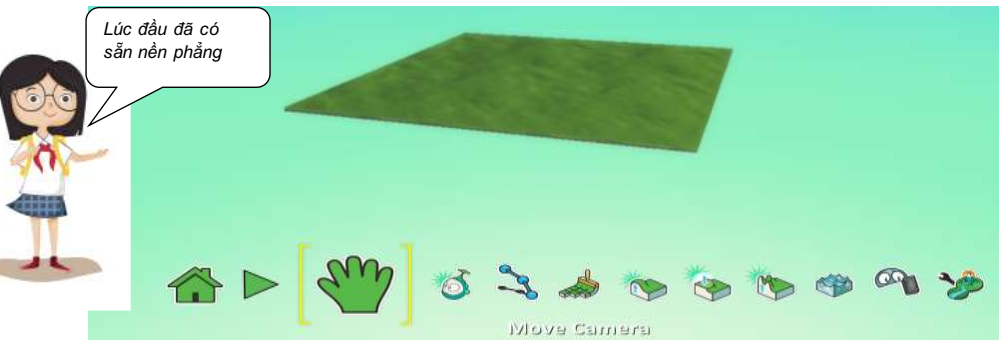 Lúc đầu đã có
sẵn nền phẳng
Move Camera